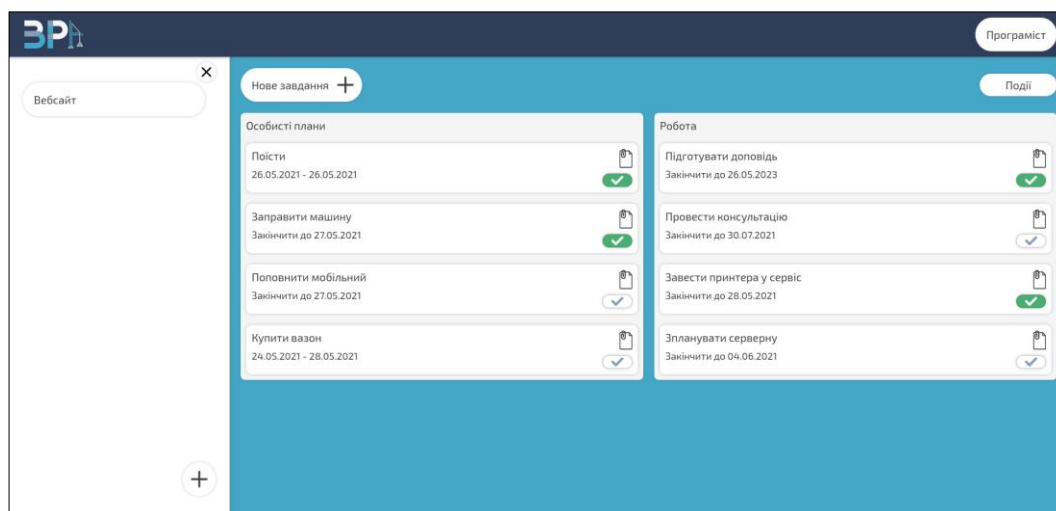 ЗРА
Програміст
Вебсайт
Нове завдання
Події
Особисті плани
Поїсти
26.05.2021 - 26.05.2021
Заправити машину
Закінчити до 27.05.2021
Поповнити мобільний
Закінчити до 27.05.2021
Купити вазон
24.05.2021 - 28.05.2021
Робота
Підготувати доповідь
Закінчити до 26.05.2023
Провести консультацію
Закінчити до 30.07.2021
Завести принтера у сервіс
Закінчити до 28.05.2021
Зпланувати серверну
Закінчити до 04.06.2021